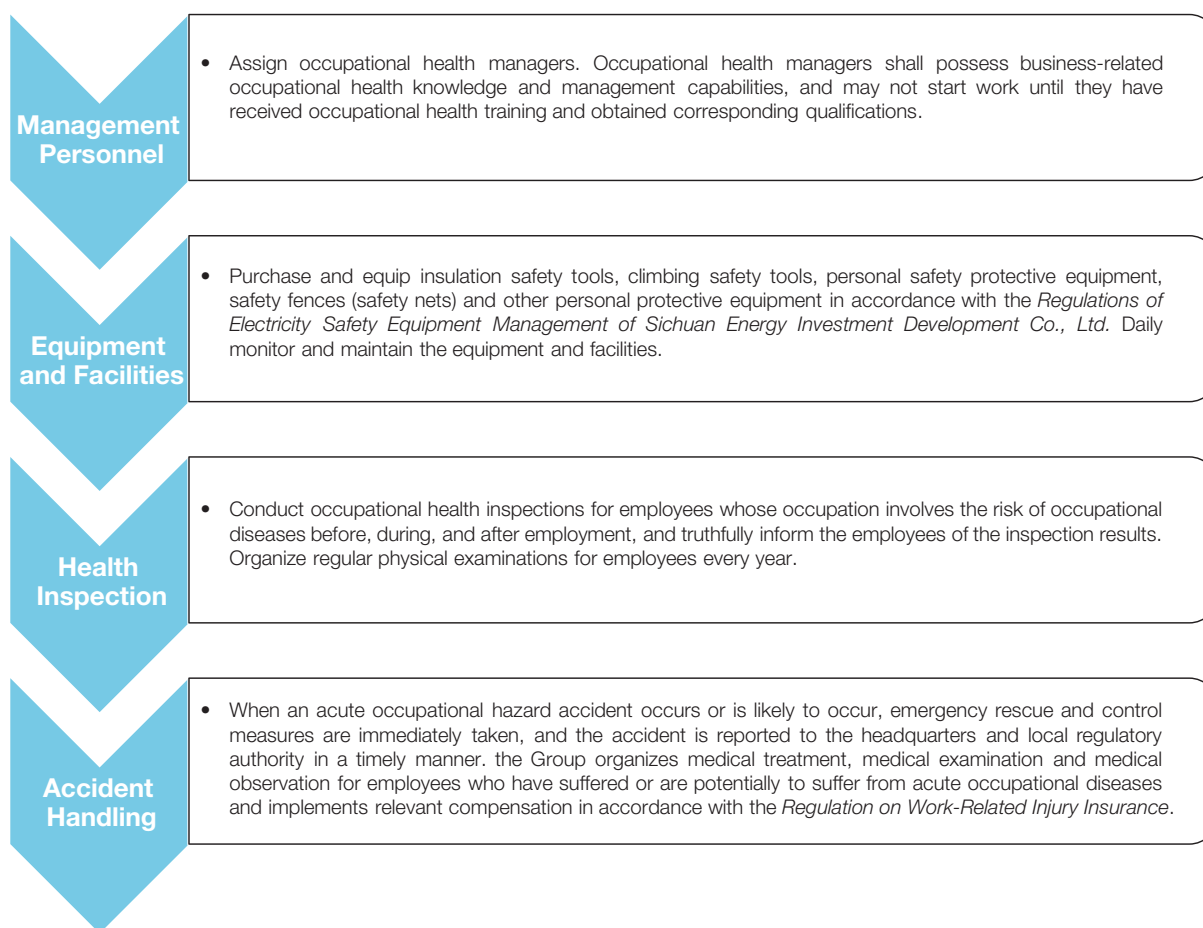 Management
Personnel
• Assign occupational health managers. Occupational health managers shall possess business-related
occupational health knowledge and management capabilities, and may not start work until they have
received occupational health training and obtained corresponding qualifications.
Equipment
and Facilities
• Purchase and equip insulation safety tools, climbing safety tools, personal safety protective equipment,
safety fences (safety nets) and other personal protective equipment in accordance with the Regulations of
Electricity Safety Equipment Management of Sichuan Energy Investment Development Co., Ltd. Daily
monitor and maintain the equipment and facilities.
Health
Inspection
• Conduct occupational health inspections for employees whose occupation involves the risk of occupational
diseases before, during, and after employment, and truthfully inform the employees of the inspection results.
Organize regular physical examinations for employees every year.
Accident
Handling
• When an acute occupational hazard accident occurs or is likely to occur, emergency rescue and control
measures are immediately taken, and the accident is reported to the headquarters and local regulatory
authority in a timely manner. the Group organizes medical treatment, medical examination and medical
observation for employees who have suffered or are potentially to suffer from acute occupational diseases
and implements relevant compensation in accordance with the Regulation on Work-Related Injury Insurance.